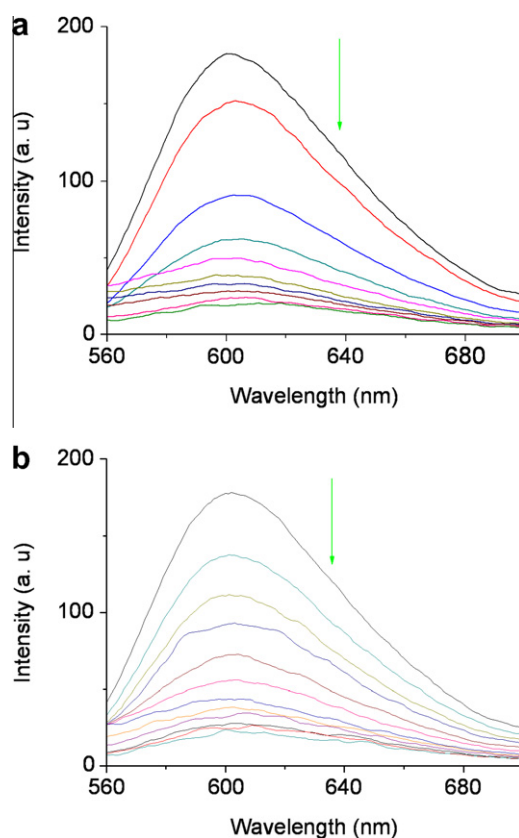 a
200
100
0
Intensity (a. u)
560 600 640 680
Wavelength (nm)
b
200
100
0
Intensity (a. u)
560 600 640 680
Wavelength (nm)